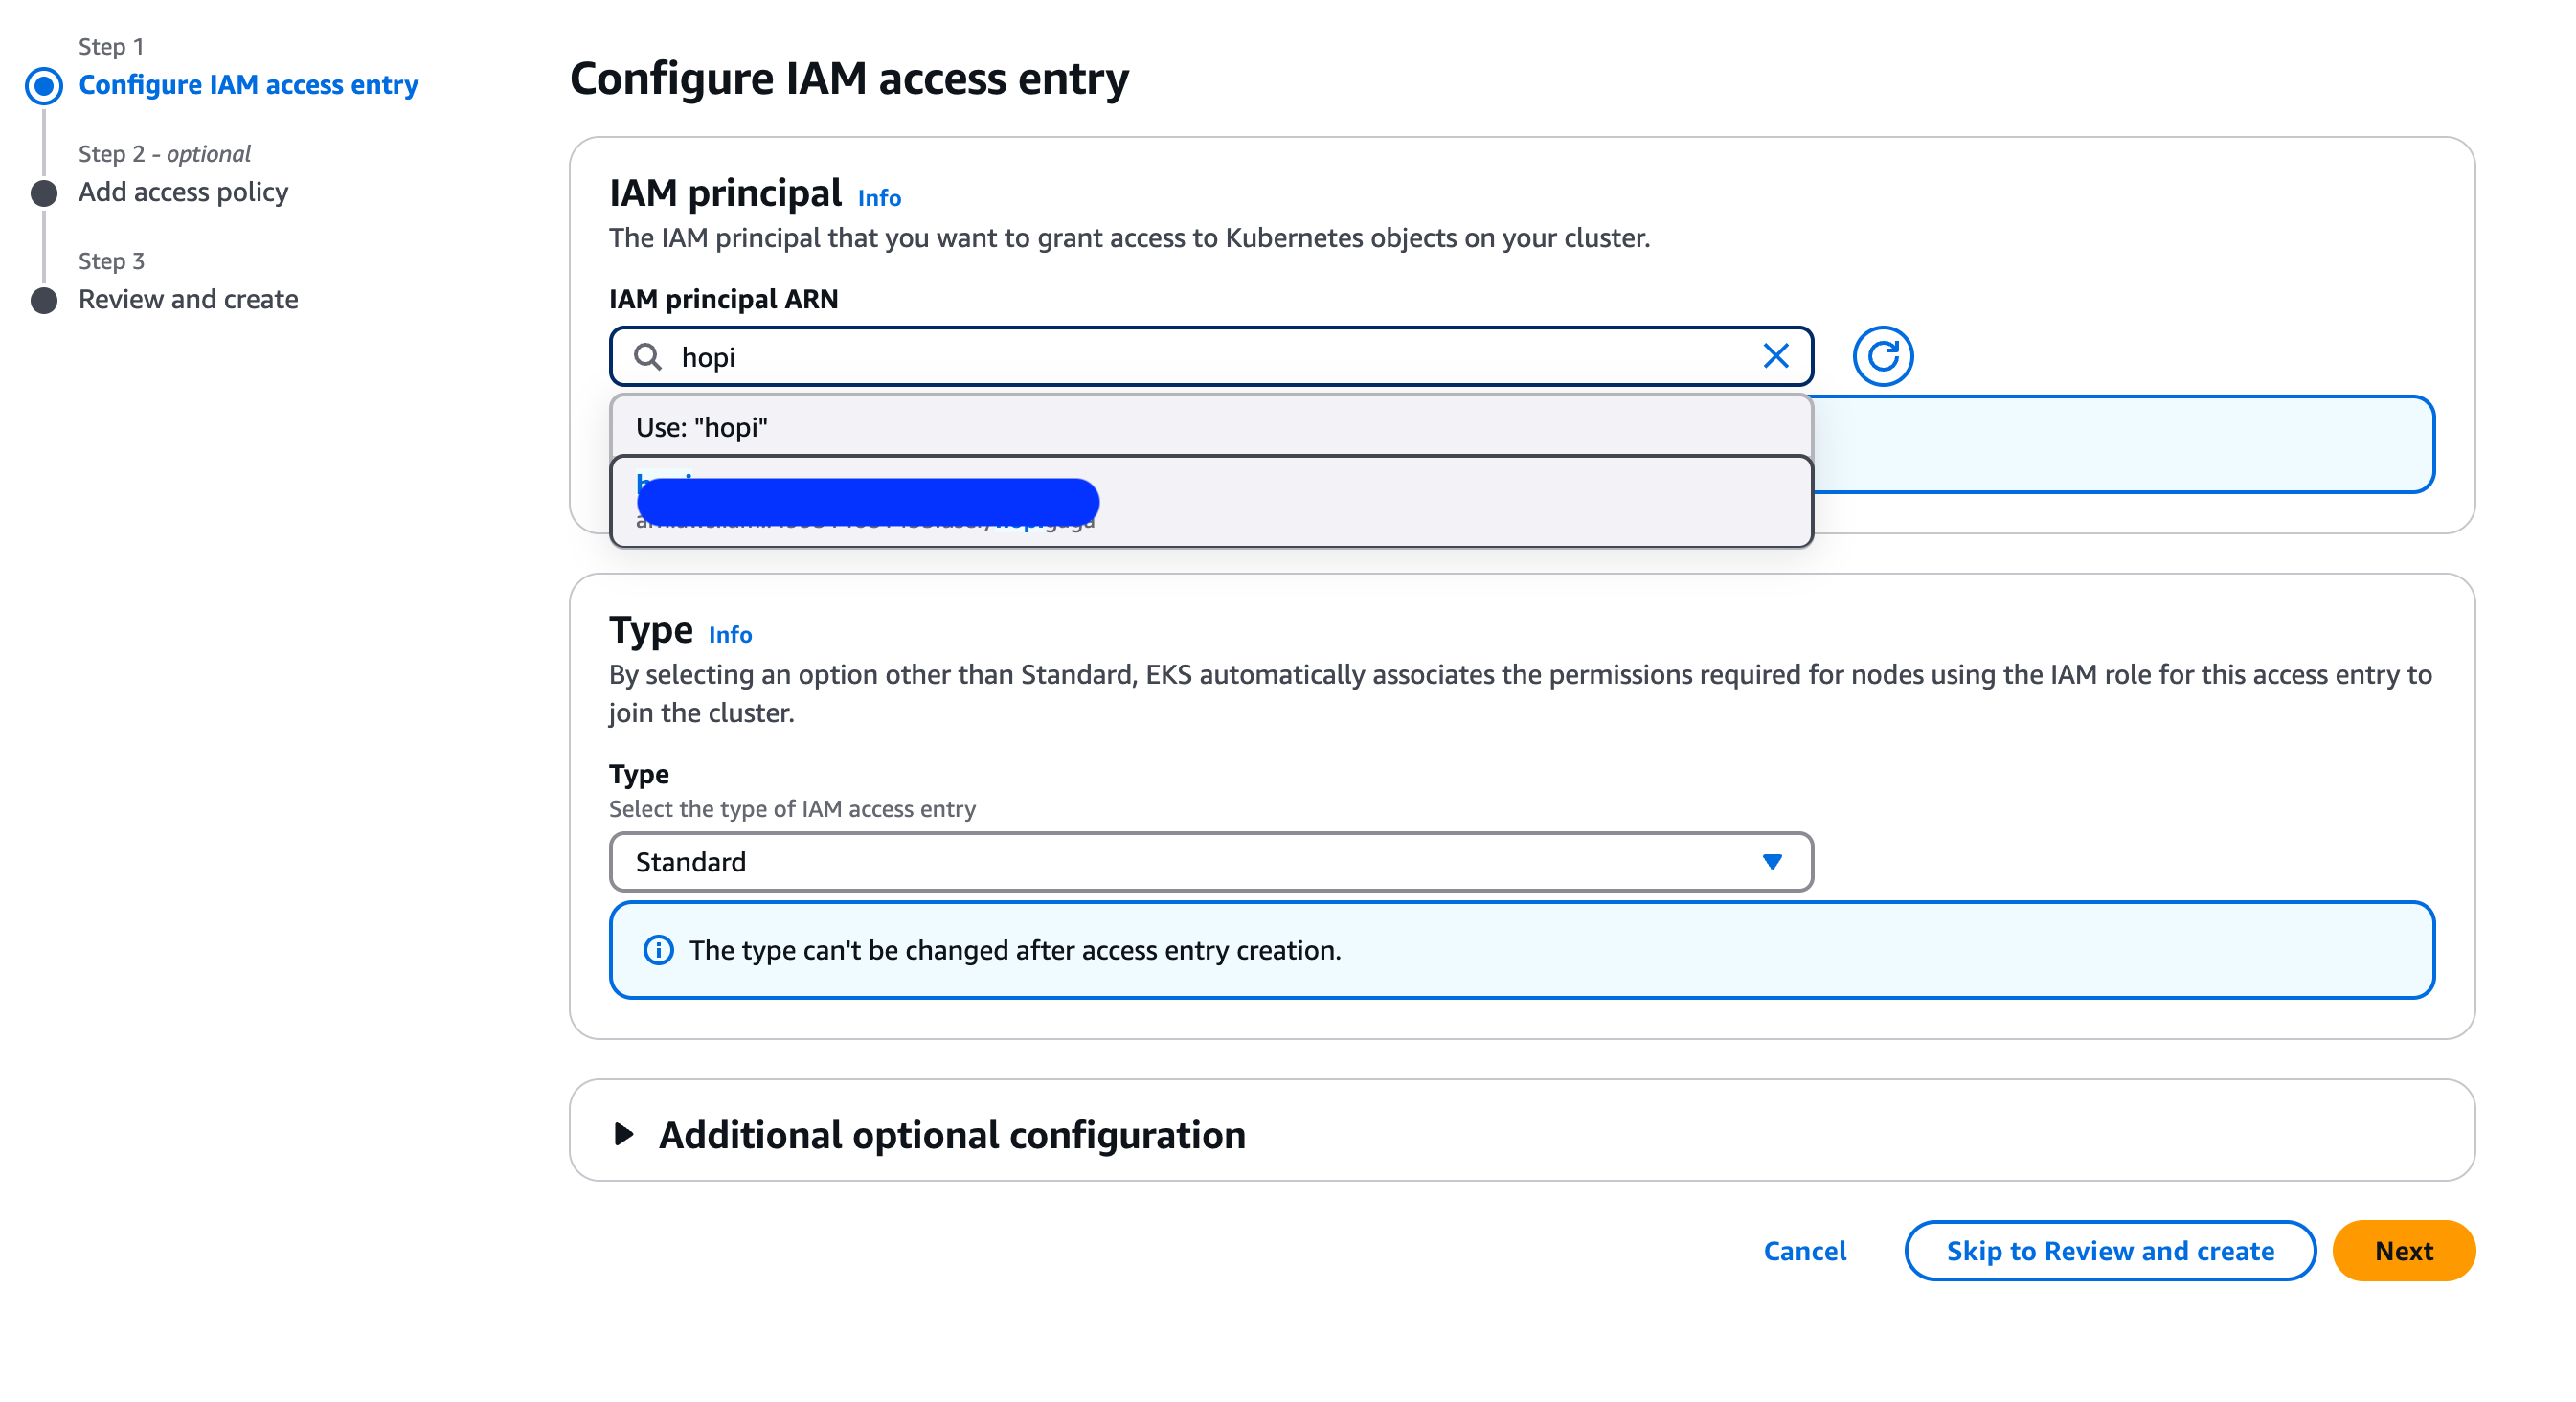 Step 1
Configure IAM access entry
Step 2 - optional
Add access policy
Step 3
Review and create
Configure IAM access entry
IAM principal Info
The IAM principal that you want to grant access to Kubernetes objects on your cluster.
IAM principal ARN
hopi
Use: "hopi"
Type Info
By selecting an option other than Standard, EKS automatically associates the permissions required for nodes using the IAM role for this access entry to
join the cluster.
Type
Select the type of IAM access entry
Standard
The type can't be changed after access entry creation.
Additional optional configuration
Cancel
Skip to Review and create
Next